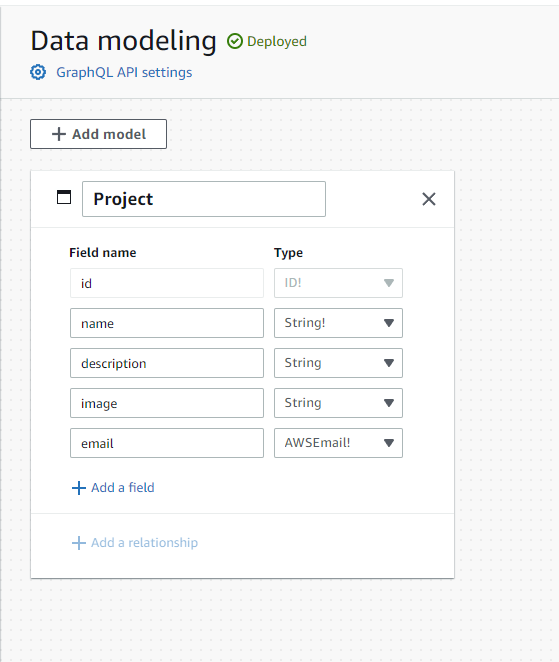 Data modeling Deployed
GraphQL API settings
+ Add model
Project
Field name Type
id ID!
name String!
description String
image String
email AWSEmail!
+ Add a field
+ Add a relationship